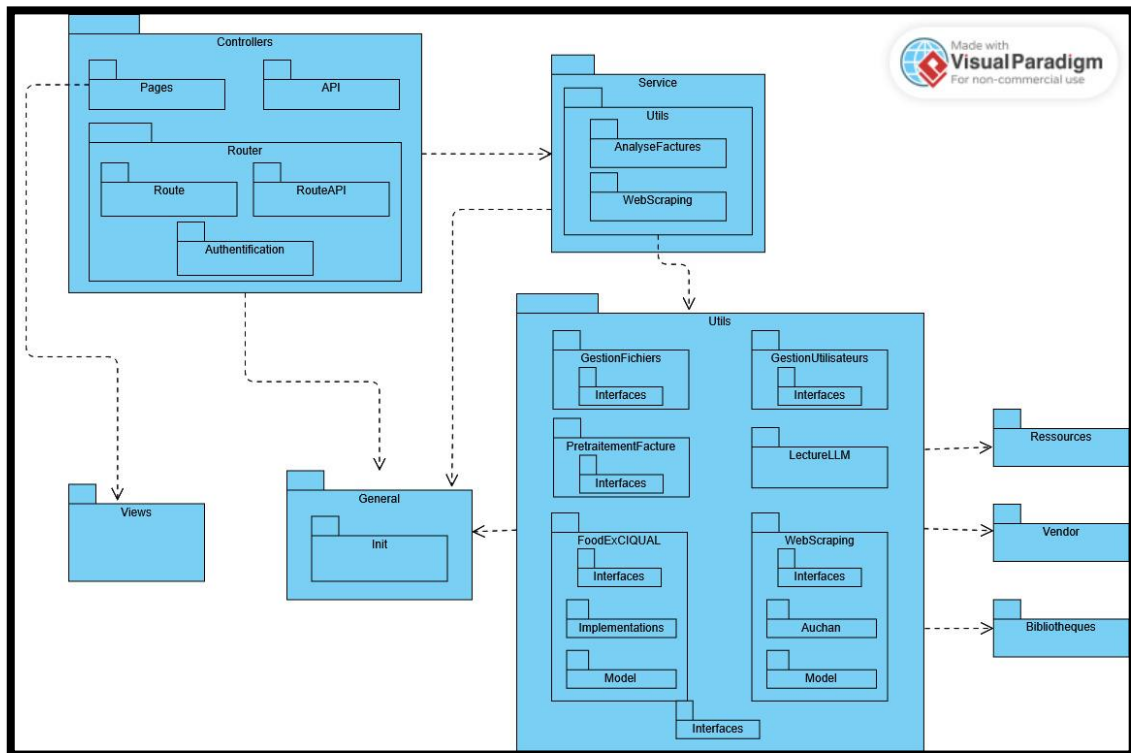 Controllers
Pages
API
Router
Route
RouteAPI
Authentification
Service
Utils
AnalyseFactures
WebScraping
Made with
Visual Paradigm
For non-commercial use
Utils
GestionFichiers
Interfaces
GestionUtilisateurs
Interfaces
PretraitementFacture
Interfaces
LectureLLM
FoodExCIQUAL
Interfaces
Implementations
Model
WebScraping
Interfaces
Auchan
Model
Interfaces
Views
General
Init
Ressources
Vendor
Bibliotheques